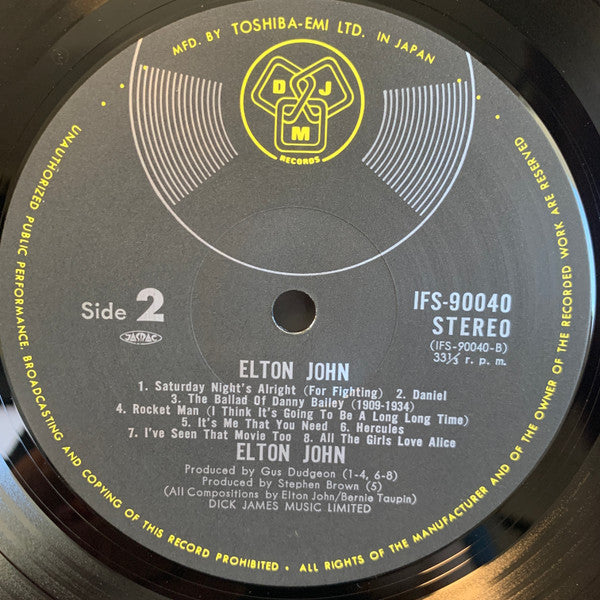 MFD. BY TOSHIBA-EMI LTD. IN JAPAN
DJM
RECORDS
Side 2
JASRAC
IFS-90040
STEREO
(IFS-90040-B)
33⅓ r. p. m.
ELTON JOHN
1. Saturday Night's Alright (For Fighting) 2. Daniel
3. The Ballad Of Danny Bailey (1909-1934)
4. Rocket Man (I Think It's Going To Be A Long Long Time)
5. It's Me That You Need 6. Hercules
7. I've Seen That Movie Too 8. All The Girls Love Alice
ELTON JOHN
Produced by Gus Dudgeon (1-4, 6-8)
Produced by Stephen Brown (5)
(All Compositions by Elton John/Bernie Taupin)
DICK JAMES MUSIC LIMITED
UNAUTHORIZED PUBLIC PERFORMANCE, BROADCASTING AND COPYING OF THIS RECORD PROHIBITED • ALL RIGHTS OF THE MANUFACTURER AND OF THE OWNER OF THE RECORDED WORK ARE RESERVED